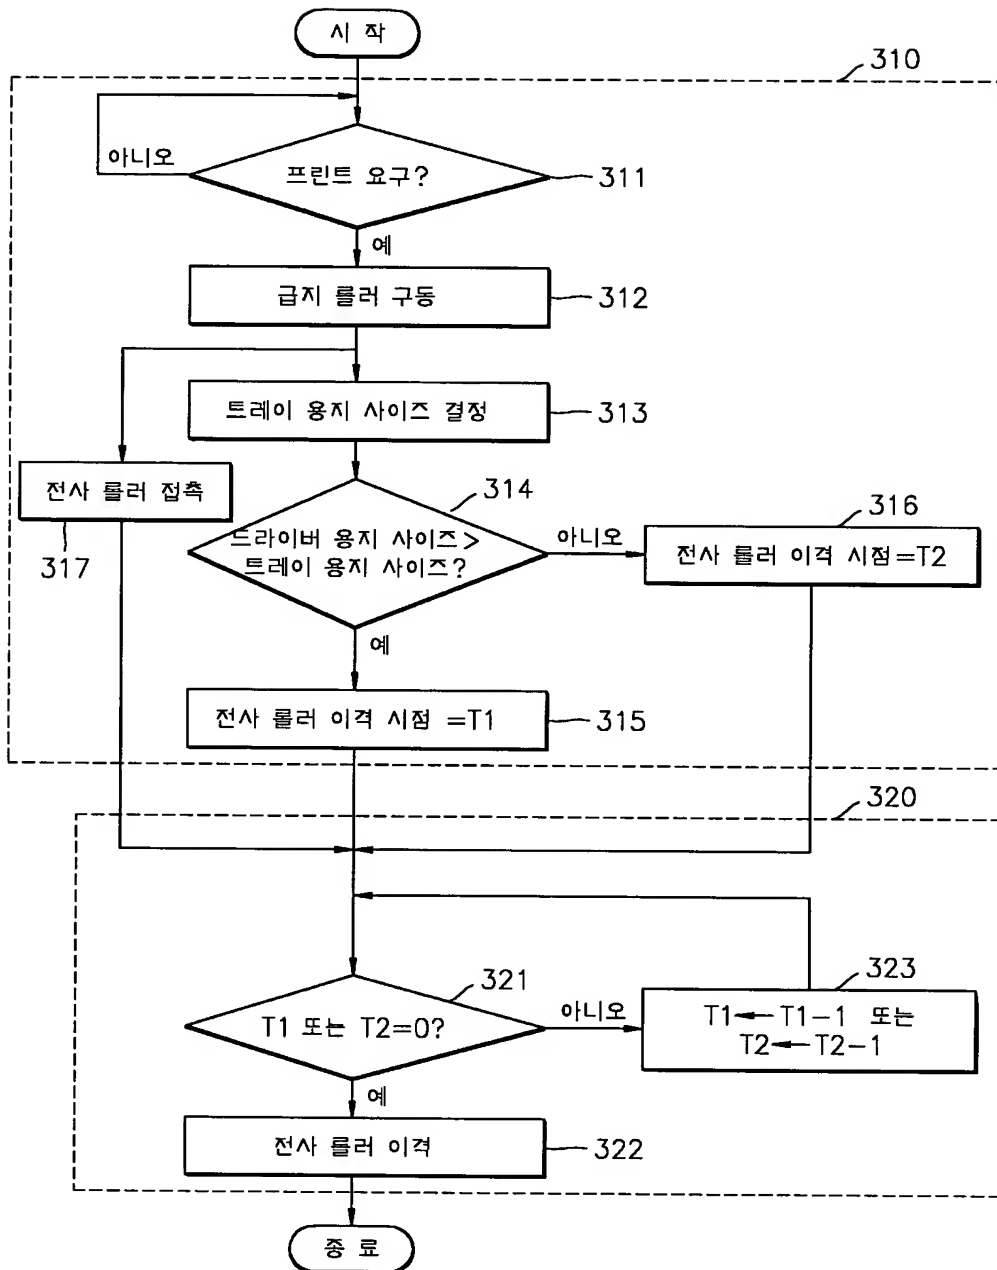 시 작
310
아니오
프린트 요구?
311
예
급지 롤러 구동
312
트레이 용지 사이즈 결정
313
전사 롤러 접촉
317
314
드라이버 용지 사이즈>
트레이 용지 사이즈?
아니오
316
전사 롤러 이격 시점=T2
예
전사 롤러 이격 시점 =T1
315
320
321
T1 또는 T2=0?
아니오
323
T1←T1-1 또는
T2←T2-1
예
전사 롤러 이격
322
종 료